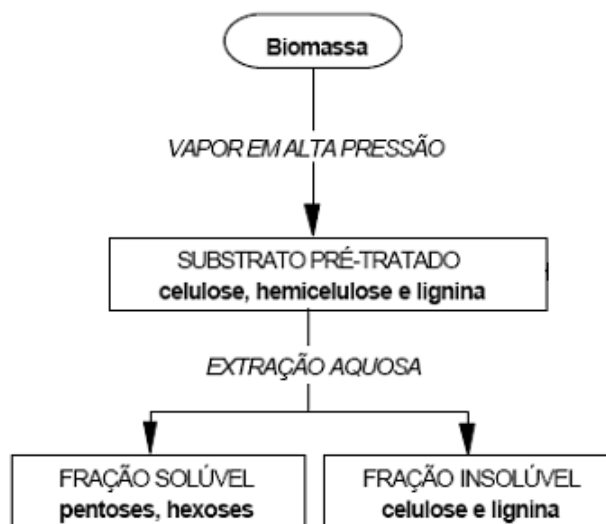 Biomassa
VAPOR EM ALTA PRESSÃO
SUBSTRATO PRÉ-TRATADO
celulose, hemicelulose e lignina
EXTRAÇÃO AQUOSA
FRAÇÃO SOLÚVEL
pentoses, hexoses
FRAÇÃO INSOLÚVEL
celulose e lignina